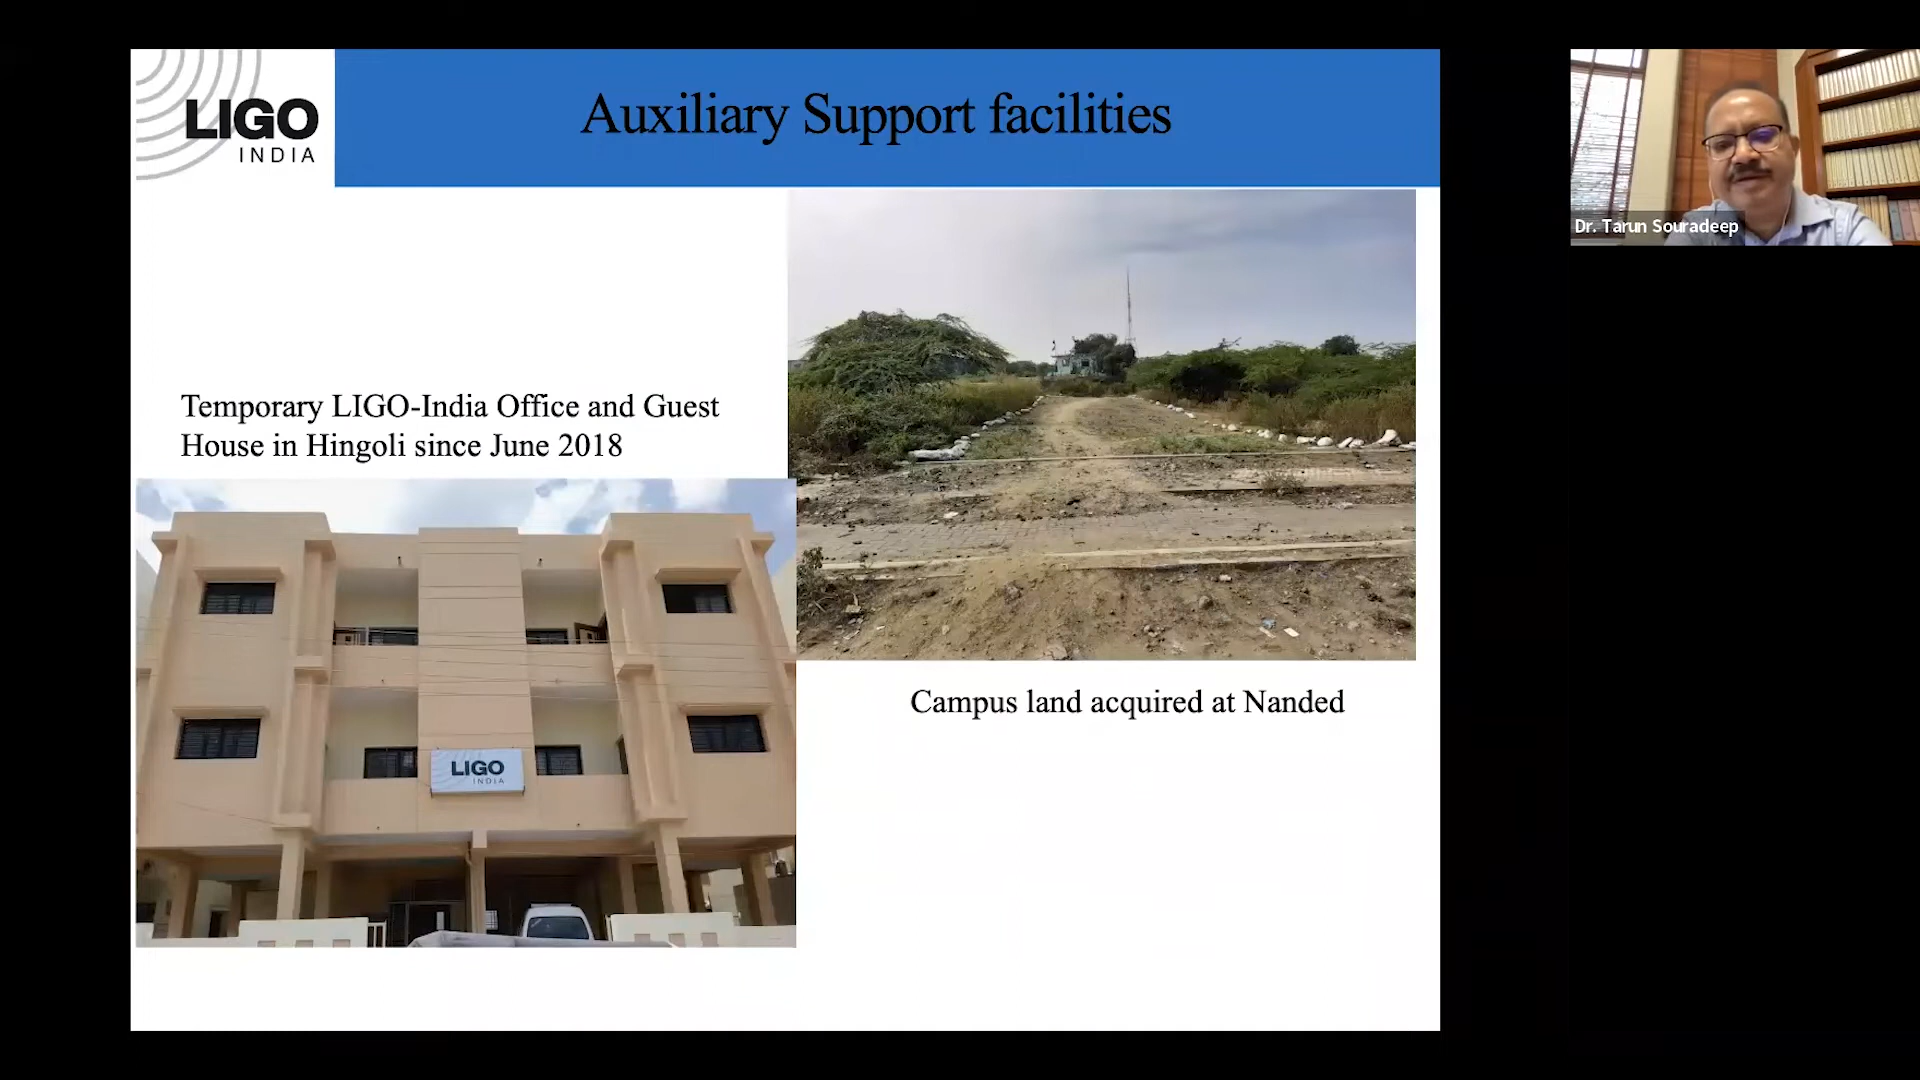 LIGO
INDIA
Auxiliary Support facilities
Dr. Tarun Souradeep
Temporary LIGO-India Office and Guest
House in Hingoli since June 2018
LIGO
INDIA
Campus land acquired at Nanded